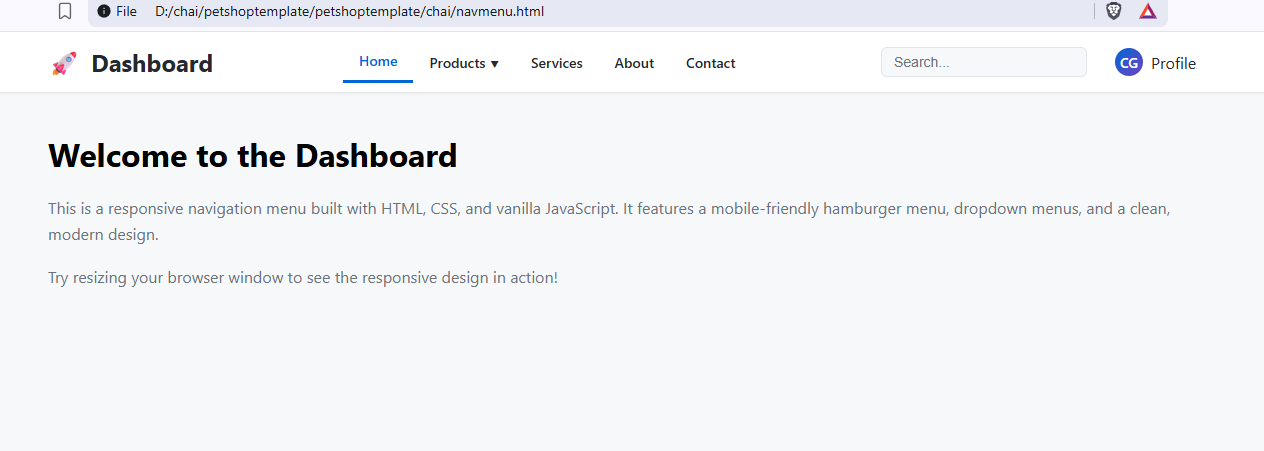 File D:/chai/petshoptemplate/petshoptemplate/chai/navmenu.html
Dashboard Home Products ▼ Services About Contact Search... CG Profile
Welcome to the Dashboard
This is a responsive navigation menu built with HTML, CSS, and vanilla JavaScript. It features a mobile-friendly hamburger menu, dropdown menus, and a clean,
modern design.
Try resizing your browser window to see the responsive design in action!